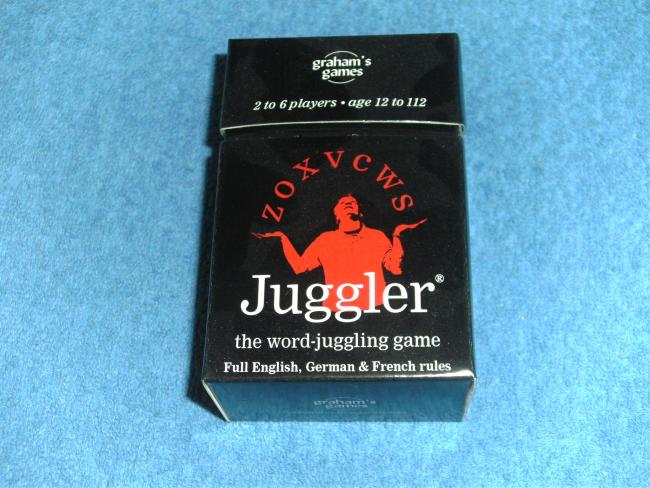 graham's
games
2 to 6 players • age 12 to 112
ZOXVCWS
Juggler®
the word-juggling game
Full English, German & French rules
graham's
games